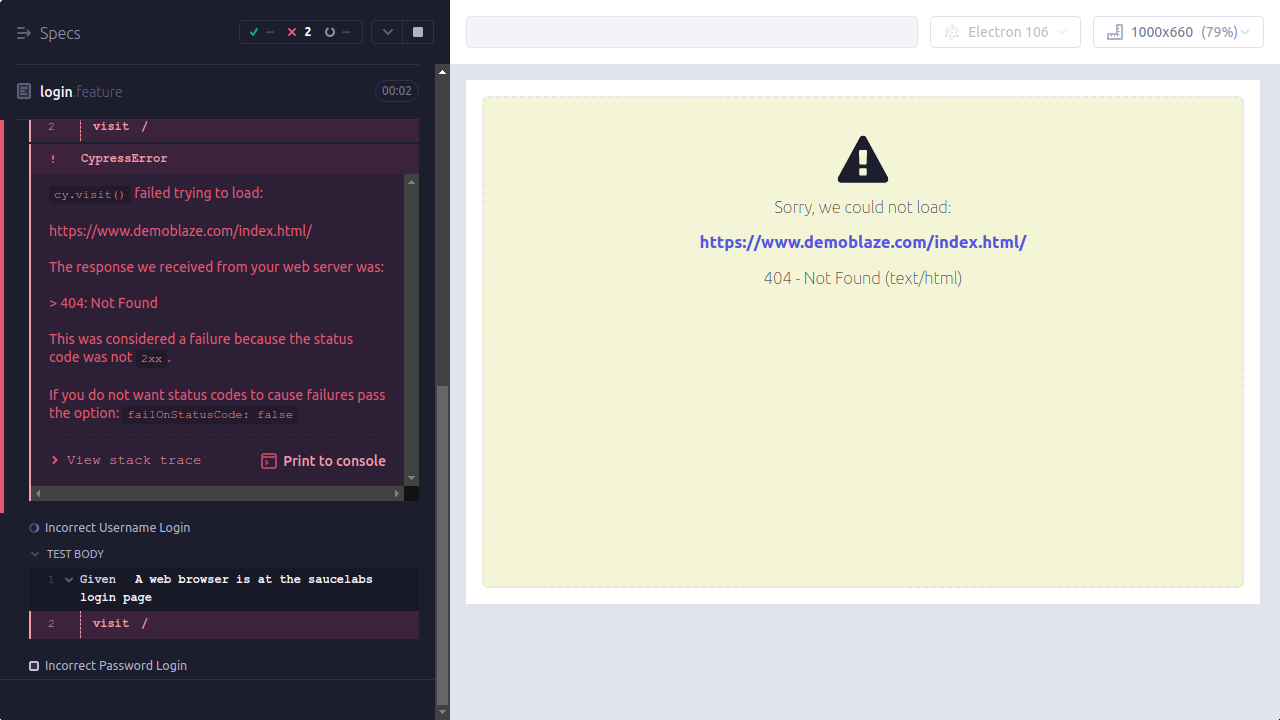 Specs
-- 2 --
login.feature
00:02
2 visit /
! CypressError
cy.visit() failed trying to load:
https://www.demoblaze.com/index.html/
The response we received from your web server was:
> 404: Not Found
This was considered a failure because the status
code was not 2xx.
If you do not want status codes to cause failures pass
the option: failOnStatusCode: false
> View stack trace
Print to console
Incorrect Username Login
TEST BODY
1 Given A web browser is at the saucelabs
login page
2 visit /
Incorrect Password Login
Electron 106
1000x660 (79%)
Sorry, we could not load:
https://www.demoblaze.com/index.html/
404 - Not Found (text/html)